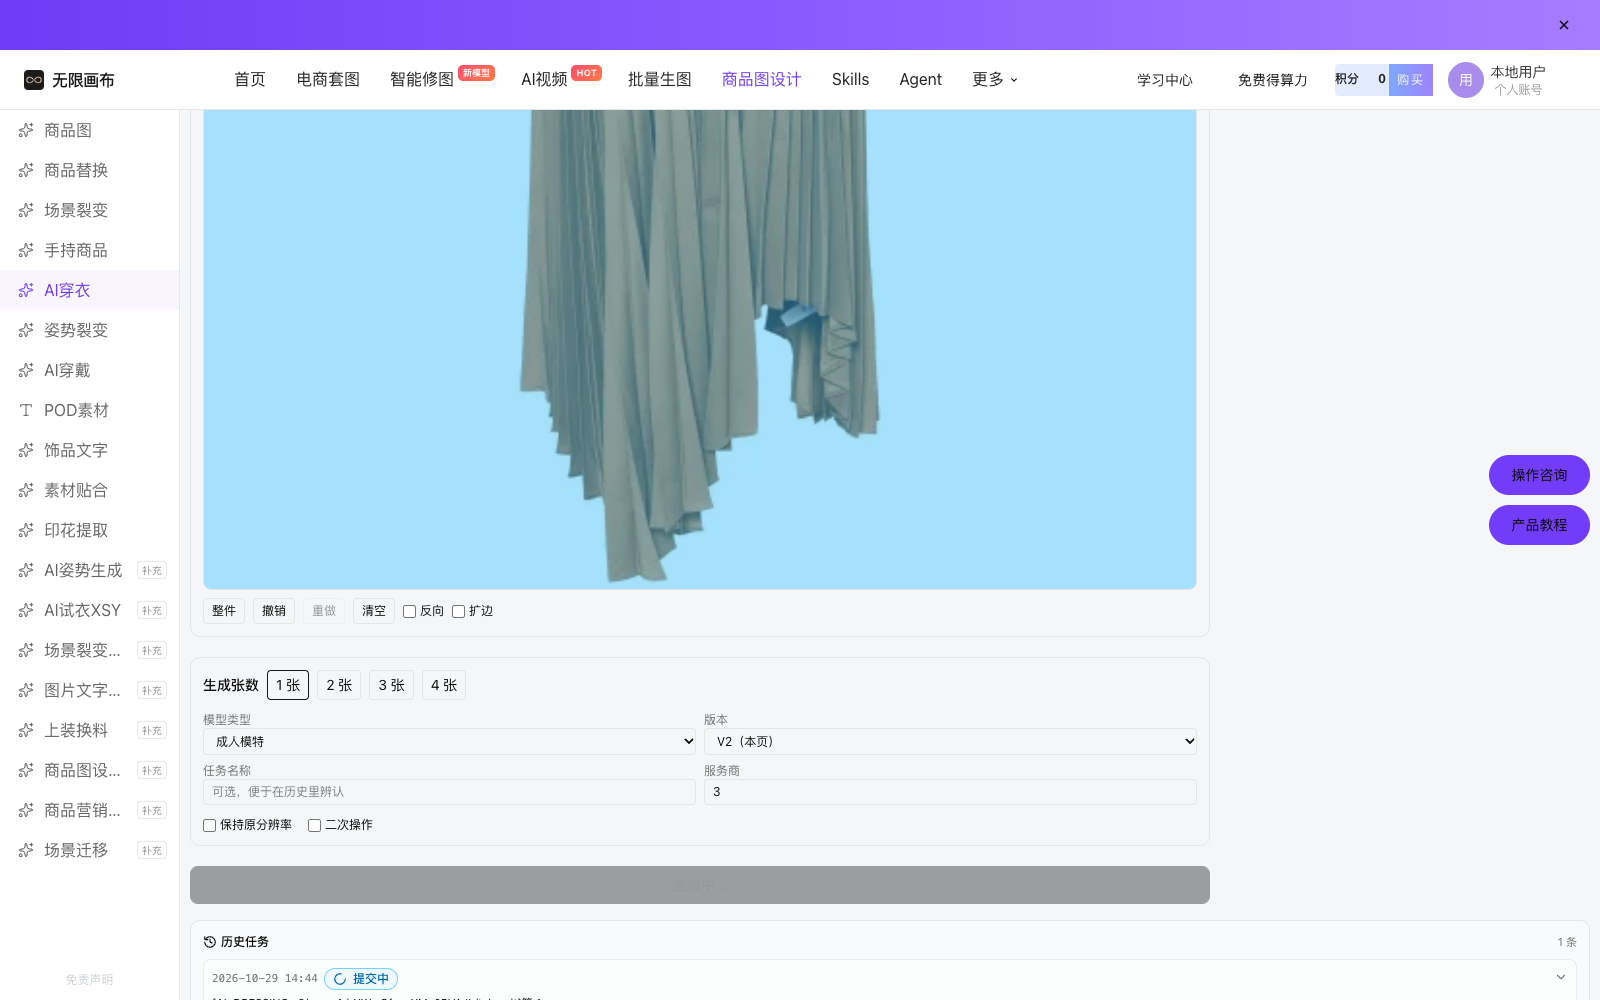 无限画布
首页
电商套图
智能修图
新模型
AI视频
HOT
批量生图
商品图设计
Skills
Agent
更多
学习中心
免费得算力
积分 0
购买
用
本地用户
个人账号
商品图
商品替换
场景裂变
手持商品
AI穿衣
姿势裂变
AI穿戴
POD素材
饰品文字
素材贴合
印花提取
AI姿势生成 补充
AI试衣XSY 补充
场景裂变... 补充
图片文字... 补充
上装换料 补充
商品图设... 补充
商品营销... 补充
场景迁移 补充
免责声明
整件
撤销
重做
清空
反向
扩边
生成张数
1 张
2 张
3 张
4 张
模型类型
成人模特
版本
V2（本页）
任务名称
可选，便于在历史里辨认
服务商
3
保持原分辨率
二次操作
历史任务
1 条
2026-10-29 14:44
提交中
操作咨询
产品教程